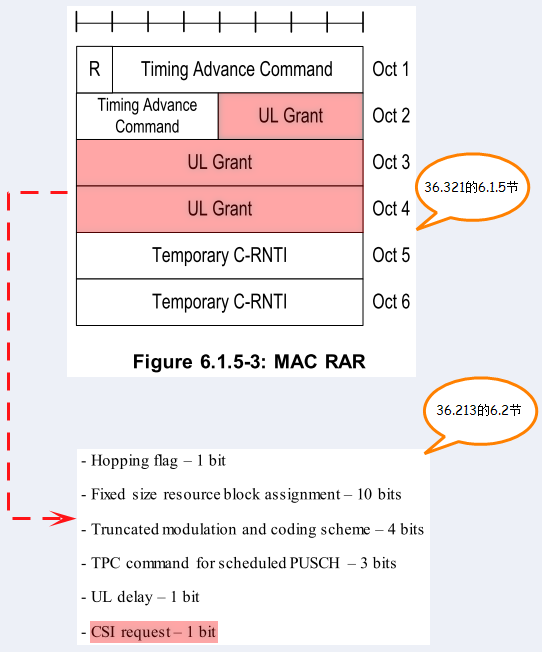 R Timing Advance Command Oct 1
Timing Advance
Command UL Grant Oct 2
UL Grant Oct 3
36.321的6.1.5节
UL Grant Oct 4
Temporary C-RNTI Oct 5
Temporary C-RNTI Oct 6
Figure 6.1.5-3: MAC RAR
36.213的6.2节
- Hopping flag – 1 bit
- Fixed size resource block assignment – 10 bits
- Truncated modulation and coding scheme – 4 bits
- TPC command for scheduled PUSCH – 3 bits
- UL delay – 1 bit
- CSI request – 1 bit